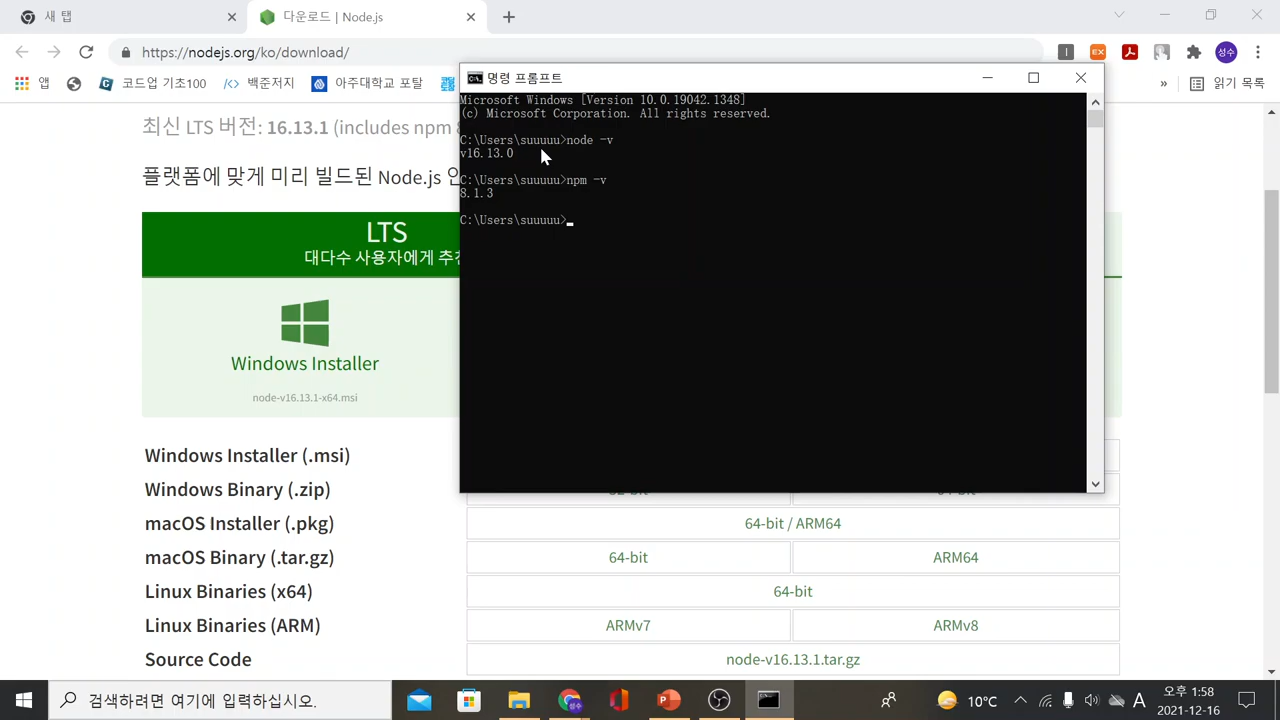 새 탭
다운로드 | Node.js
https://nodejs.org/ko/download/
성수
앱
코드업 기초100
백준저지
아주대학교 포탈
»
읽기 목록
명령 프롬프트
Microsoft Windows [Version 10.0.19042.1348]
(c) Microsoft Corporation. All rights reserved.
C:\Users\suuuuu>node -v
v16.13.0
C:\Users\suuuuu>npm -v
8.1.3
C:\Users\suuuuu>
최신 LTS 버전: 16.13.1 (includes npm
플랫폼에 맞게 미리 빌드된 Node.js
LTS
대다수 사용자에게
Windows Installer
node-v16.13.1-x64.msi
Windows Installer (.msi)
Windows Binary (.zip)
macOS Installer (.pkg)
64-bit / ARM64
macOS Binary (.tar.gz)
64-bit
ARM64
Linux Binaries (x64)
64-bit
Linux Binaries (ARM)
ARMv7
ARMv8
Source Code
node-v16.13.1.tar.gz
검색하려면 여기에 입력하십시오.
10℃
A
오후 1:58
2021-12-16